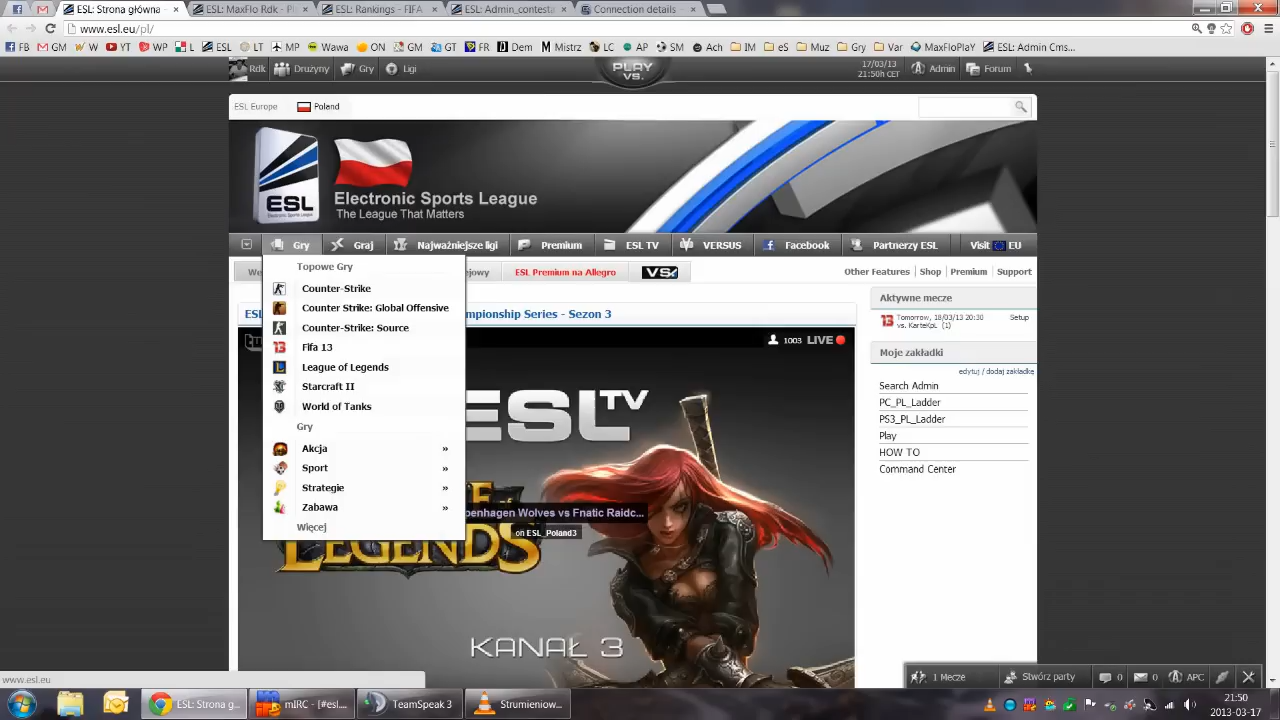 ESL: Strona główna
ESL: MaxFlo Rdk - Pl
ESL: Rankings - FIFA
ESL: Admin_contesta
Connection details
www.esl.eu/pl/
FB GM W YT WP L ESL LT MP Wawa ON GM GT FR Dem Mistrz LC AP SM Ach IM eS Muz Gry Var MaxFloPlaY ESL: Admin Cms...
Rdk Drużyny Gry Ligi
PLAY VS.
17/03/13
21:50h CET
Admin Forum
ESL Europe Poland
ESL
Electronic Sports League
The League That Matters
Gry Graj Najważniejsze ligi Premium ESL TV VERSUS Facebook Partnerzy ESL Visit EU
ESL Premium na Allegro VS
Other Features Shop Premium Support
Topowe Gry
Counter-Strike
Counter Strike: Global Offensive
Counter-Strike: Source
Fifa 13
League of Legends
Starcraft II
World of Tanks
Gry
Akcja »
Sport »
Strategie »
Zabawa »
Więcej
mpionship Series - Sezon 3
1003 LIVE
ESL TV
penhagen Wolves vs Fnatic Raidc...
on ESL_Poland3
LEGENDS
KANAŁ 3
Aktywne mecze
Tomorrow, 18/03/13 20:30 Setup
vs. KarteKpL (1)
Moje zakładki
edytuj / dodaj zakładkę
Search Admin
PC_PL_Ladder
PS3_PL_Ladder
Play
HOW TO
Command Center
www.esl.eu
1 Mecze Stwórz party 0 0 APC
ESL: Strona g...
mIRC - [#esl...
TeamSpeak 3
Strumieniow...
21:50
2013-03-17